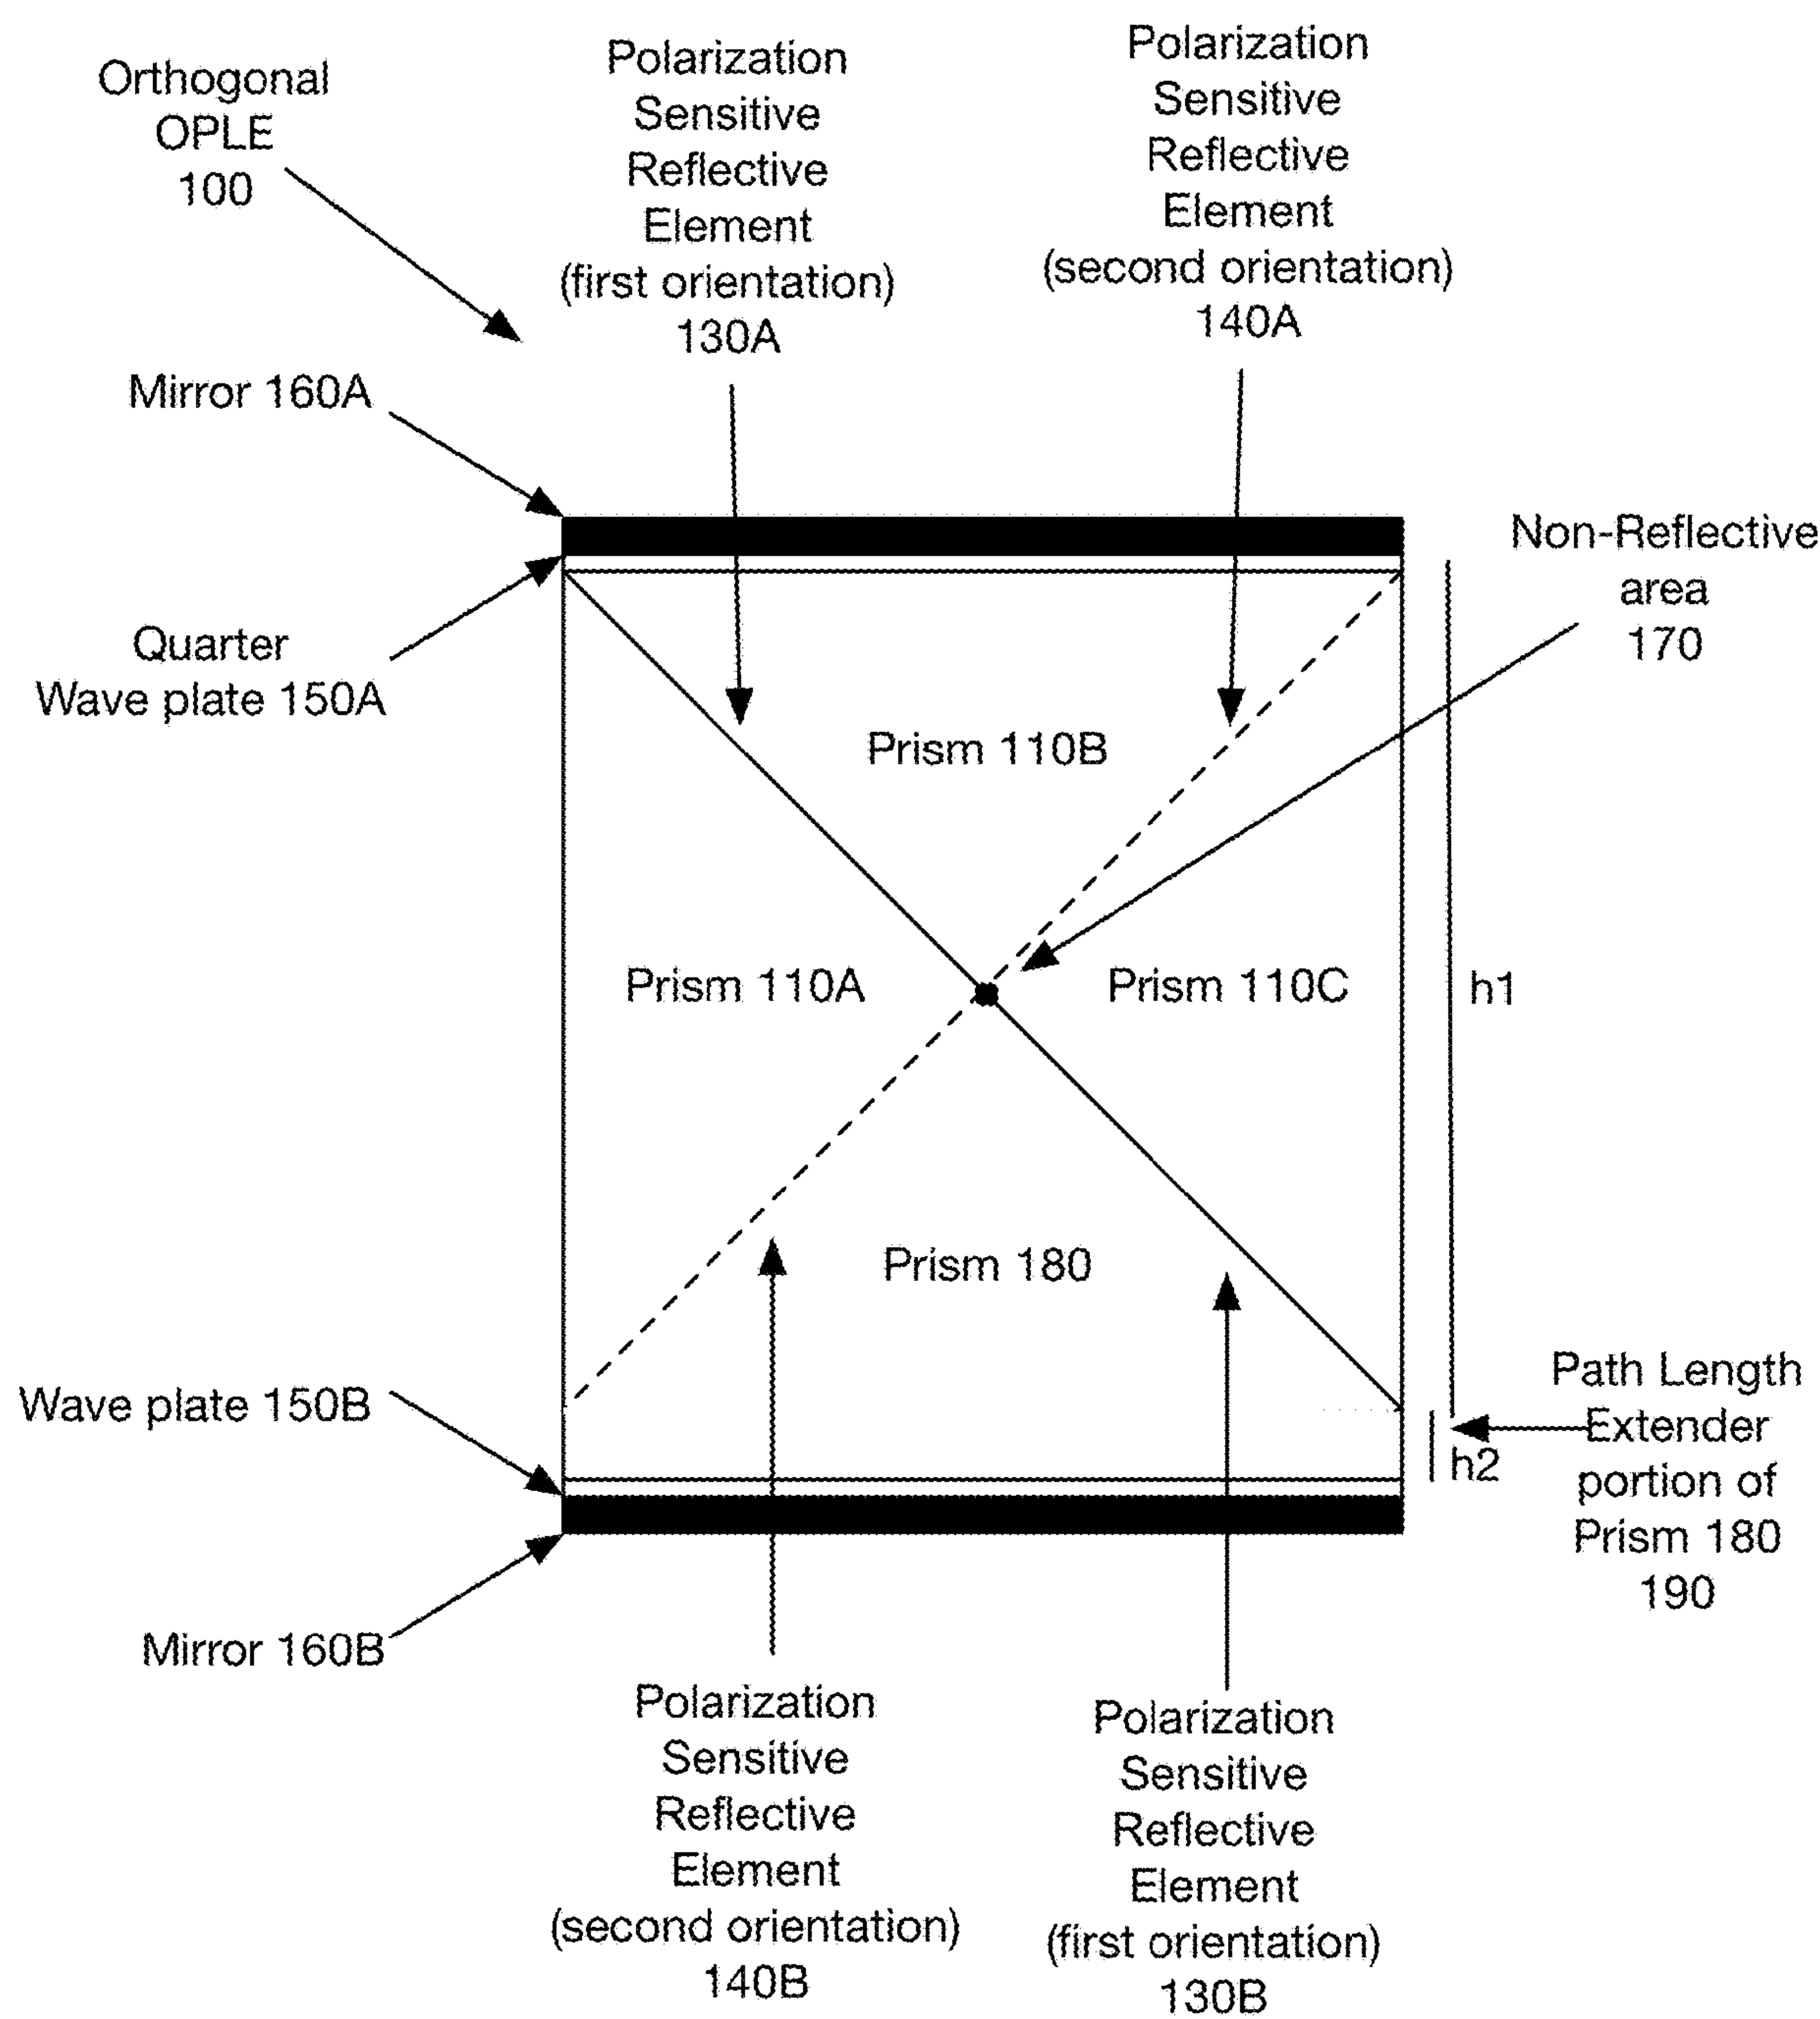 Orthogonal
OPLE
100
Polarization
Sensitive
Reflective
Element
(first orientation)
130A
Polarization
Sensitive
Reflective
Element
(second orientation)
140A
Mirror 160A
Non-Reflective
area
170
Quarter
Wave plate 150A
Prism 110B
Prism 110A
Prism 110C
h1
Prism 180
Wave plate 150B
Path Length
Extender
portion of
Prism 180
190
h2
Mirror 160B
Polarization
Sensitive
Reflective
Element
(second orientation)
140B
Polarization
Sensitive
Reflective
Element
(first orientation)
130B